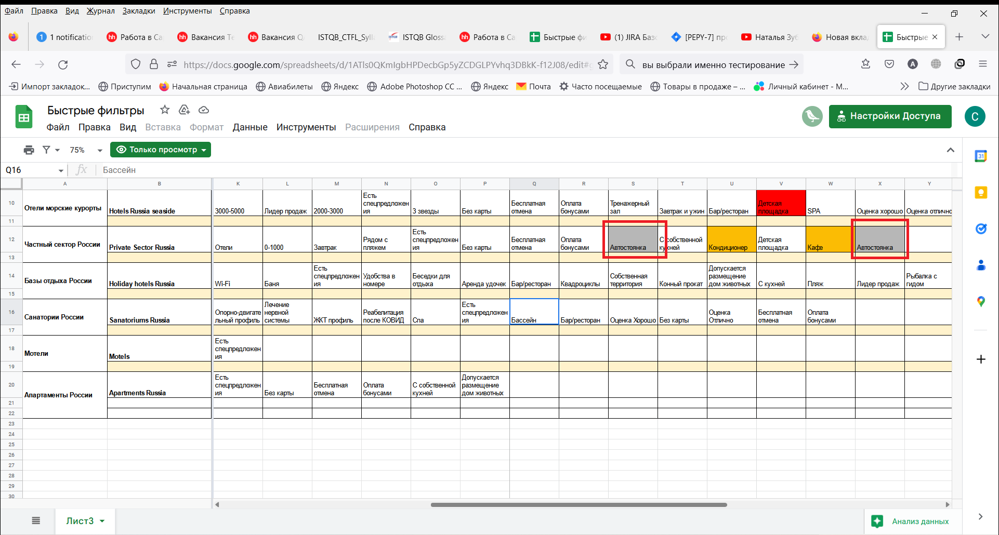 Файл Правка Вид Журнал Закладки Инструменты Справка
1 notificatio
Работа в Са
Вакансия Те
Вакансия Q
ISTQB_CTFL_Sylla
ISTQB Glossa
Работа в Са
Быстрые фи
(1) JIRA Базо
[PEPY-7] про
Наталья Зуб
Новая вкла
Быстрые
https://docs.google.com/spreadsheets/d/1ATls0QKmIgbHPDecbGp5yZCDGLPYvhq3DBkK-f12J08/edit#g
вы выбрали именно тестирование
Импорт закладок... Приступим Начальная страница Авиабилеты Яндекс Adobe Photoshop CC ... Яндекс Почта Часто посещаемые Товары в продаже – ... Личный кабинет - М... Другие закладки
Быстрые фильтры
Файл Правка Вид Вставка Формат Данные Инструменты Расширения Справка
Настройки Доступа
C
75% Только просмотр
Q16 fx Бассейн
A B K L M N O P Q R S T U V W X Y
10 Отели морские курорты Hotels Russia seaside 3000-5000 Лидер продаж 2000-3000 Есть спецпредложения 3 звезды Без карты Бесплатная отмена Оплата бонусами Тренажерный зал Завтрак и ужин Бар/ресторан Детская площадка SPA Оценка хорошо Оценка отлично
11
12 Частный сектор России Private Sector Russia Отели 0-1000 Завтрак Рядом с пляжем Есть спецпредложения Без карты Бесплатная отмена Оплата бонусами Автостоянка С собственной кухней Кондиционер Детская площадка Кафе Автостоянка
13
14 Базы отдыха России Holiday hotels Russia Wi-Fi Баня Есть спецпредложения Удобства в номере Беседки для отдыха Аренда удочек Бар/ресторан Квадроциклы Собственная территория Конный прокат Допускается размещение дом животных С кухней Пляж Лидер продаж Рыбалка с гидом
15
16 Санатории России Sanatoriums Russia Опорно-двигательный профиль Лечение нервной системы ЖКТ профиль Реабелитация после КОВИД Спа Есть спецпредложения Бассейн Бар/ресторан Оценка Хорошо Без карты Оценка Отлично Бесплатная отмена Оплата бонусами
17
18 Мотели Motels Есть спецпредложения
19
20 Апартаменты России Apartments Russia Есть спецпредложения Без карты Бесплатная отмена Оплата бонусами С собственной кухней Допускается размещение дом животных
21
22
23
24
25
26
27
28
29
30
Лист3
Анализ данных